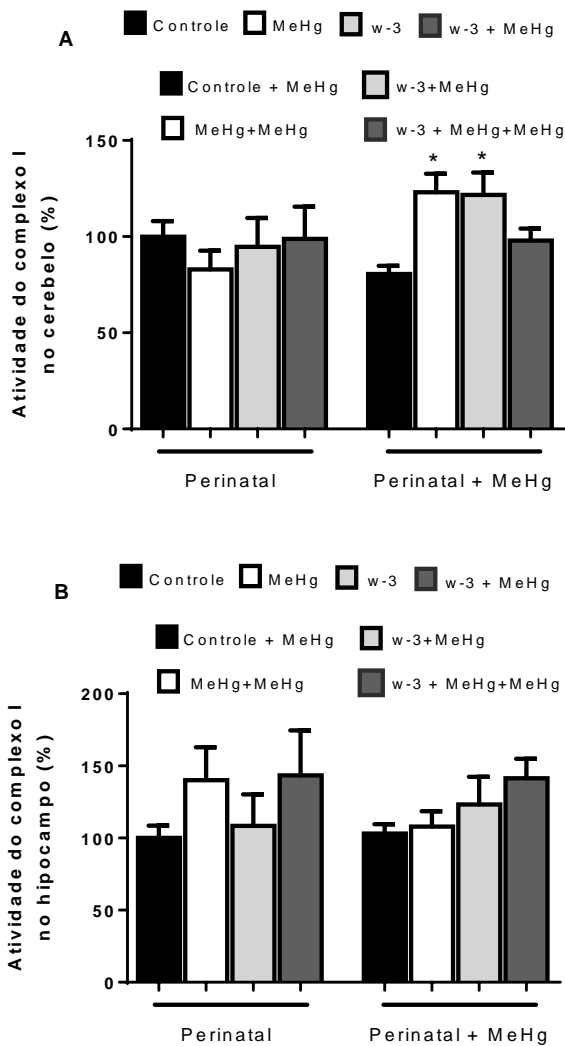 A
Controle MeHg w-3 w-3 + MeHg
Controle + MeHg w-3+MeHg
MeHg+MeHg w-3 + MeHg+MeHg
Atividade do complexo I
no cerebelo (%)
150
100
50
0
* *
Perinatal Perinatal + MeHg
B
Controle MeHg w-3 w-3 + MeHg
Controle + MeHg w-3+MeHg
MeHg+MeHg w-3 + MeHg+MeHg
Atividade do complexo I
no hipocampo (%)
200
150
100
50
0
Perinatal Perinatal + MeHg